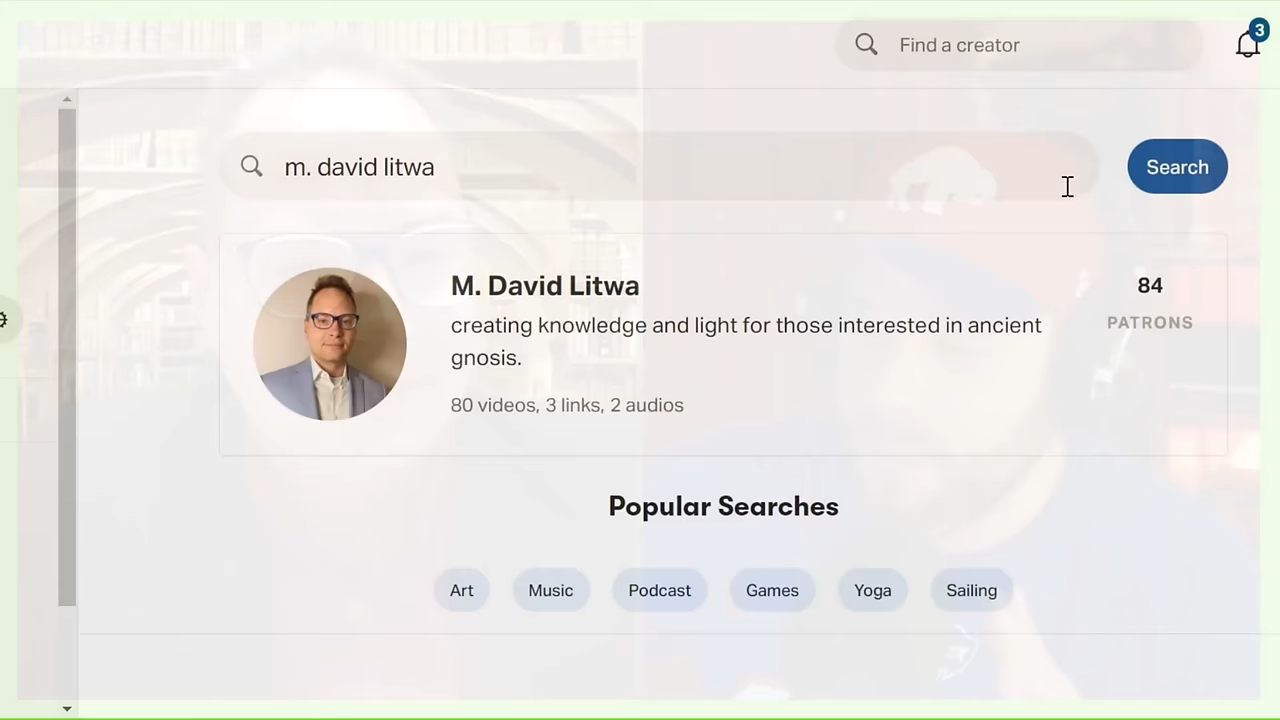 Find a creator
3
m. david litwa
Search
M. David Litwa
84
creating knowledge and light for those interested in ancient
PATRONS
gnosis.
80 videos, 3 links, 2 audios
Popular Searches
Art
Music
Podcast
Games
Yoga
Sailing